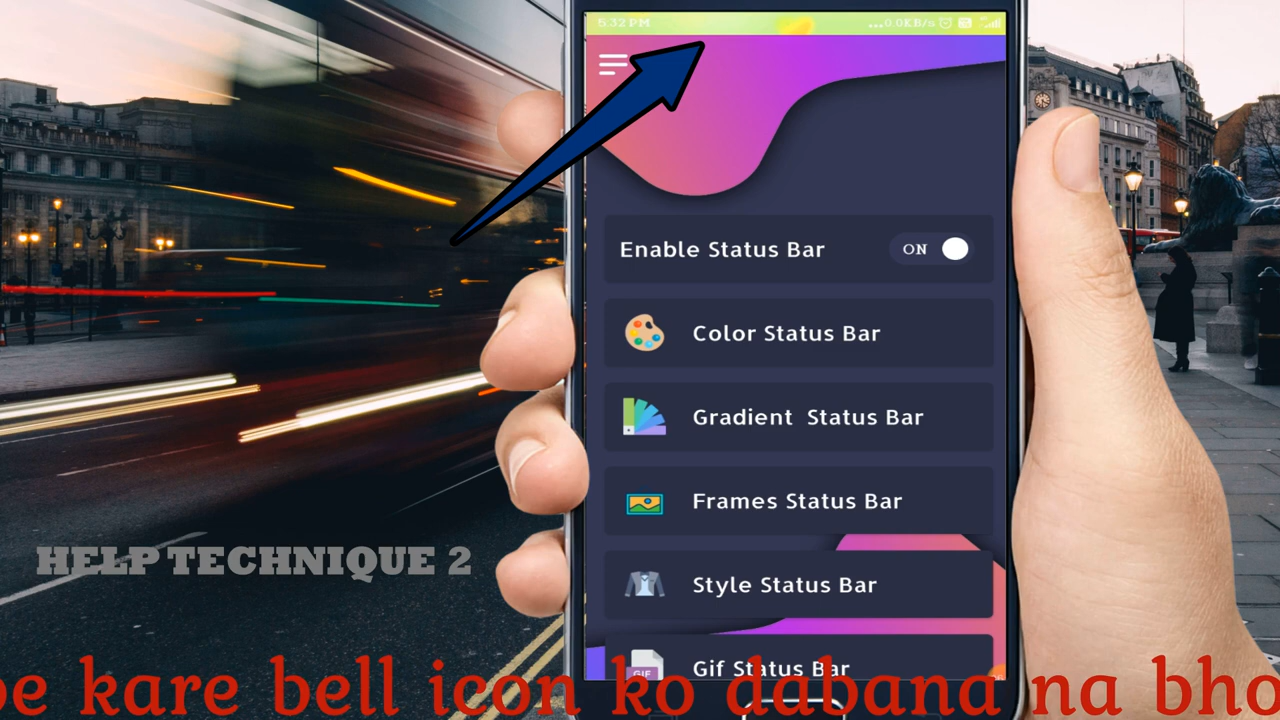 5:32 PM ...0.0KB/s
Enable Status Bar ON
Color Status Bar
Gradient Status Bar
Frames Status Bar
Style Status Bar
HELP TECHNIQUE 2
GIF Gif Status Bar
be kare bell icon ko dabana na bho